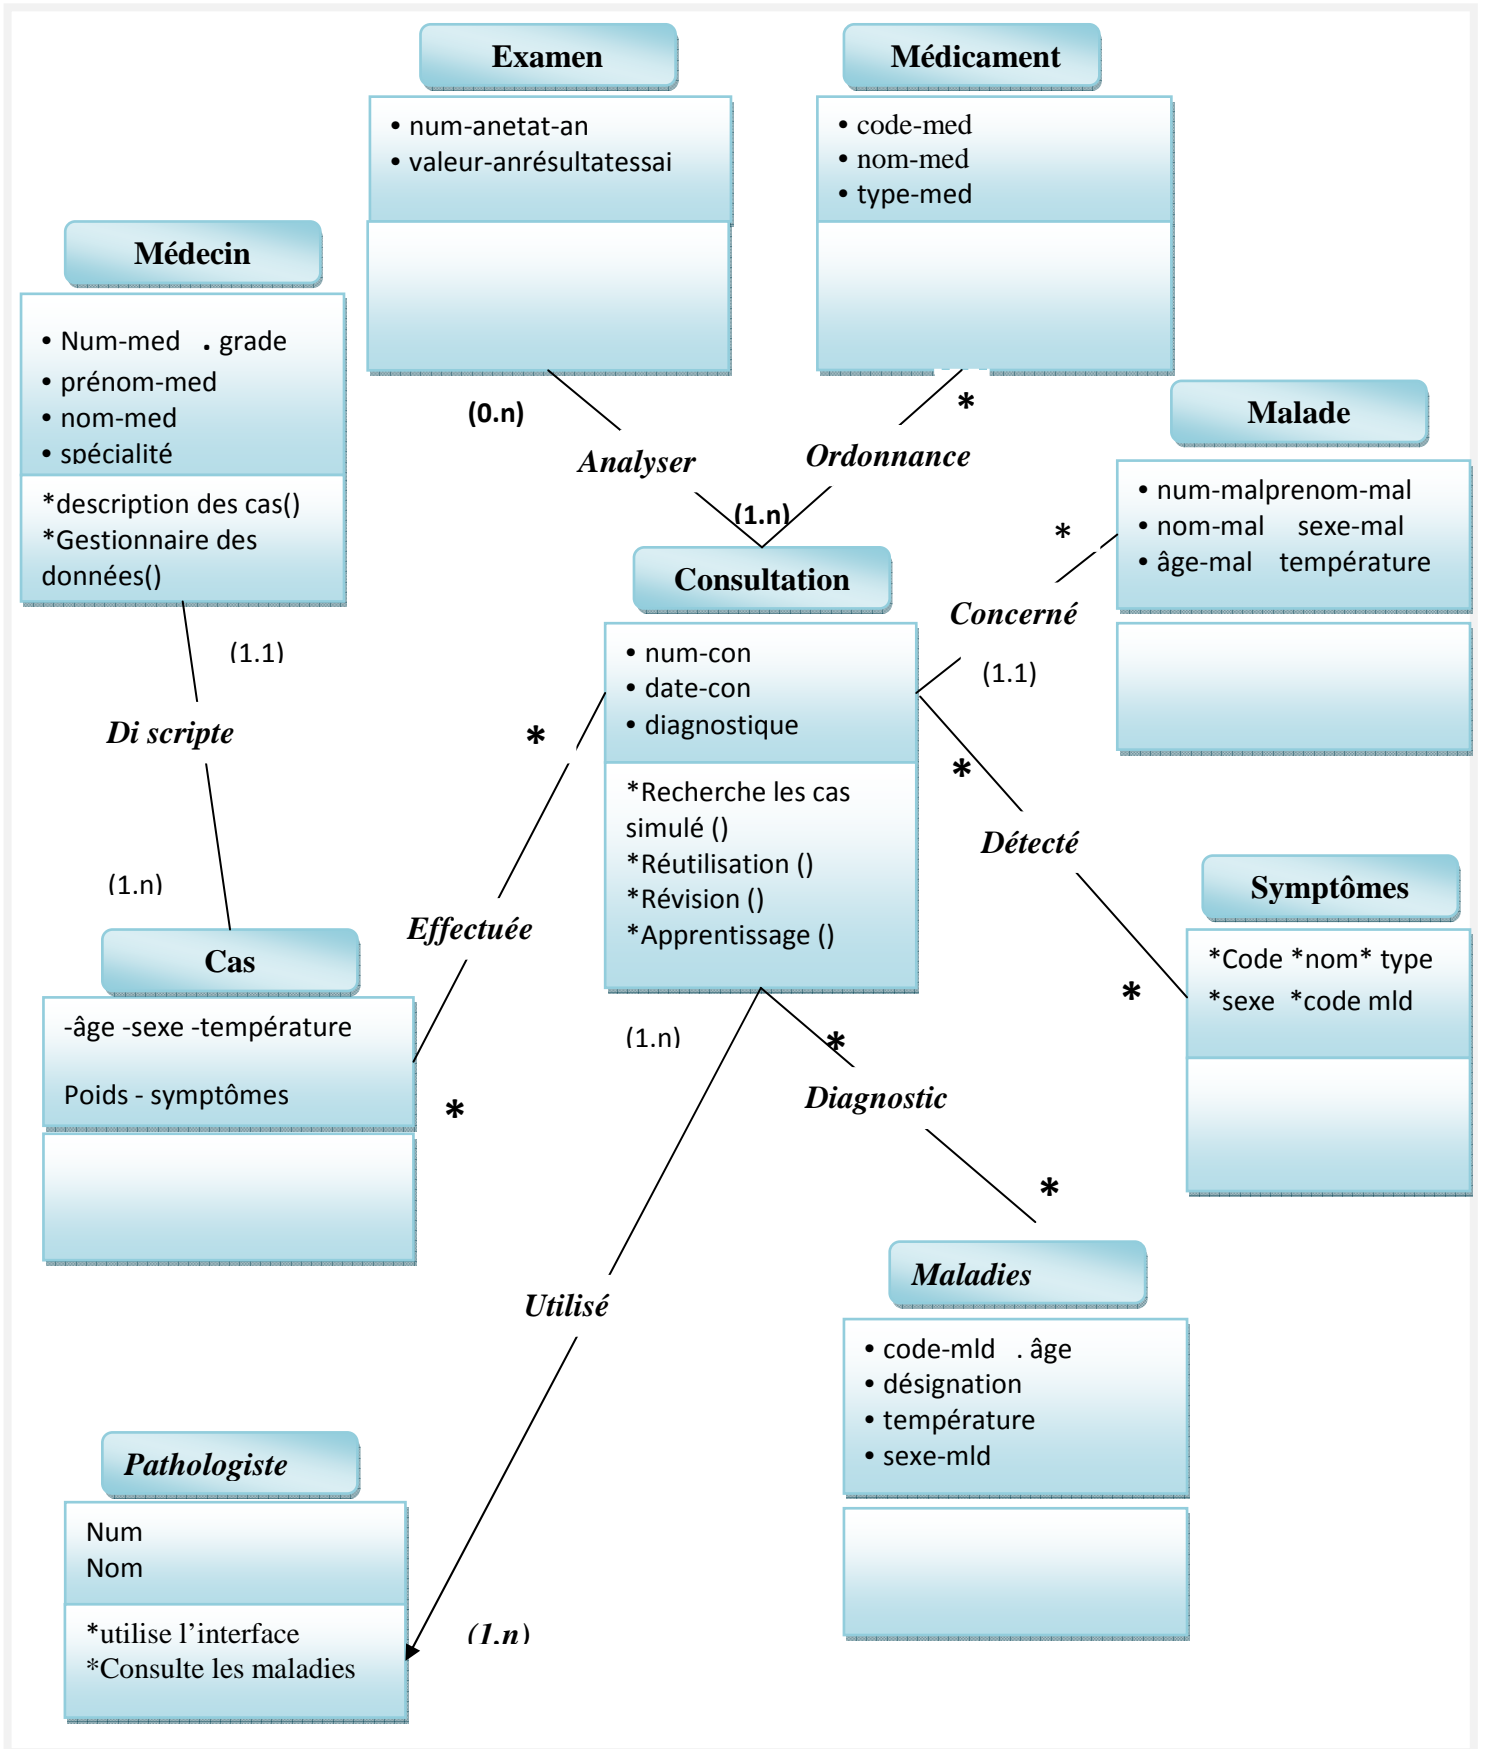 Examen
• num-anetat-an
• valeur-anrésultatessai
Médicament
• code-med
• nom-med
• type-med
Médecin
• Num-med . grade
• prénom-med
• nom-med
• spécialité
*description des cas()
*Gestionnaire des
données()
(0.n)
Analyser
*
Ordonnance
(1.n)
Malade
• num-malprenom-mal
• nom-mal sexe-mal
• âge-mal température
*
Concerné
(1.1)
Consultation
• num-con
• date-con
• diagnostique
*Recherche les cas
simulé ()
*Réutilisation ()
*Révision ()
*Apprentissage ()
(1.1)
Di scripte
(1.n)
*
Effectuée
*
Cas
-âge -sexe -température
Poids - symptômes
*
Détecté
*
Symptômes
*Code *nom* type
*sexe *code mld
(1.n)
*
Diagnostic
*
Utilisé
Maladies
• code-mld . âge
• désignation
• température
• sexe-mld
Pathologiste
Num
Nom
*utilise l’interface
*Consulte les maladies
(1.n)